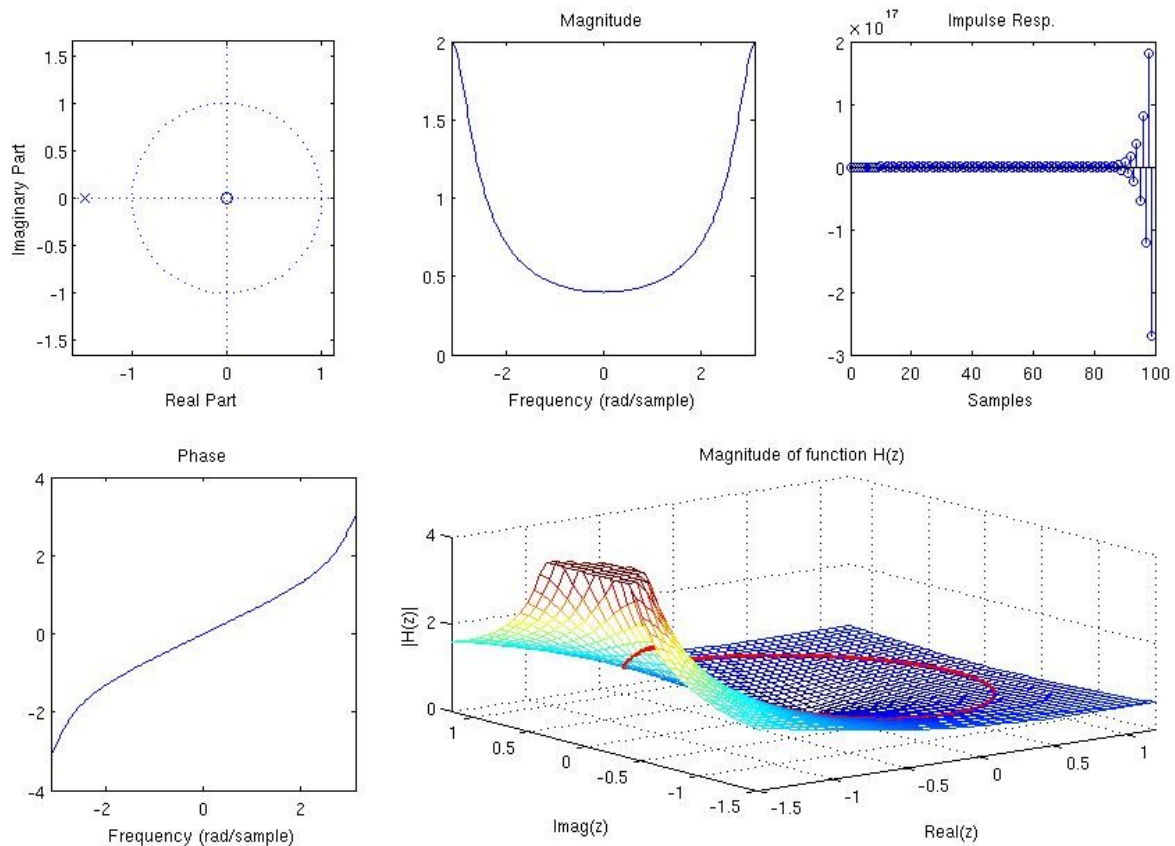 Magnitude
Impulse Resp.
× 10 17
1.5
1
0.5
0
-0.5
-1
-1.5
Imaginary Part
-1 0 1
Real Part
2
1.5
1
0.5
0
-2 0 2
Frequency (rad/sample)
2
1
0
-1
-2
-3
0 20 40 60 80 100
Samples
Phase
4
2
0
-2
-4
-2 0 2
Frequency (rad/sample)
Magnitude of function H(z)
|H(z)|
4
2
0
1 0.5 0 -0.5 -1 -1.5
Imag(z)
-1.5 -1 -0.5 0 0.5 1
Real(z)